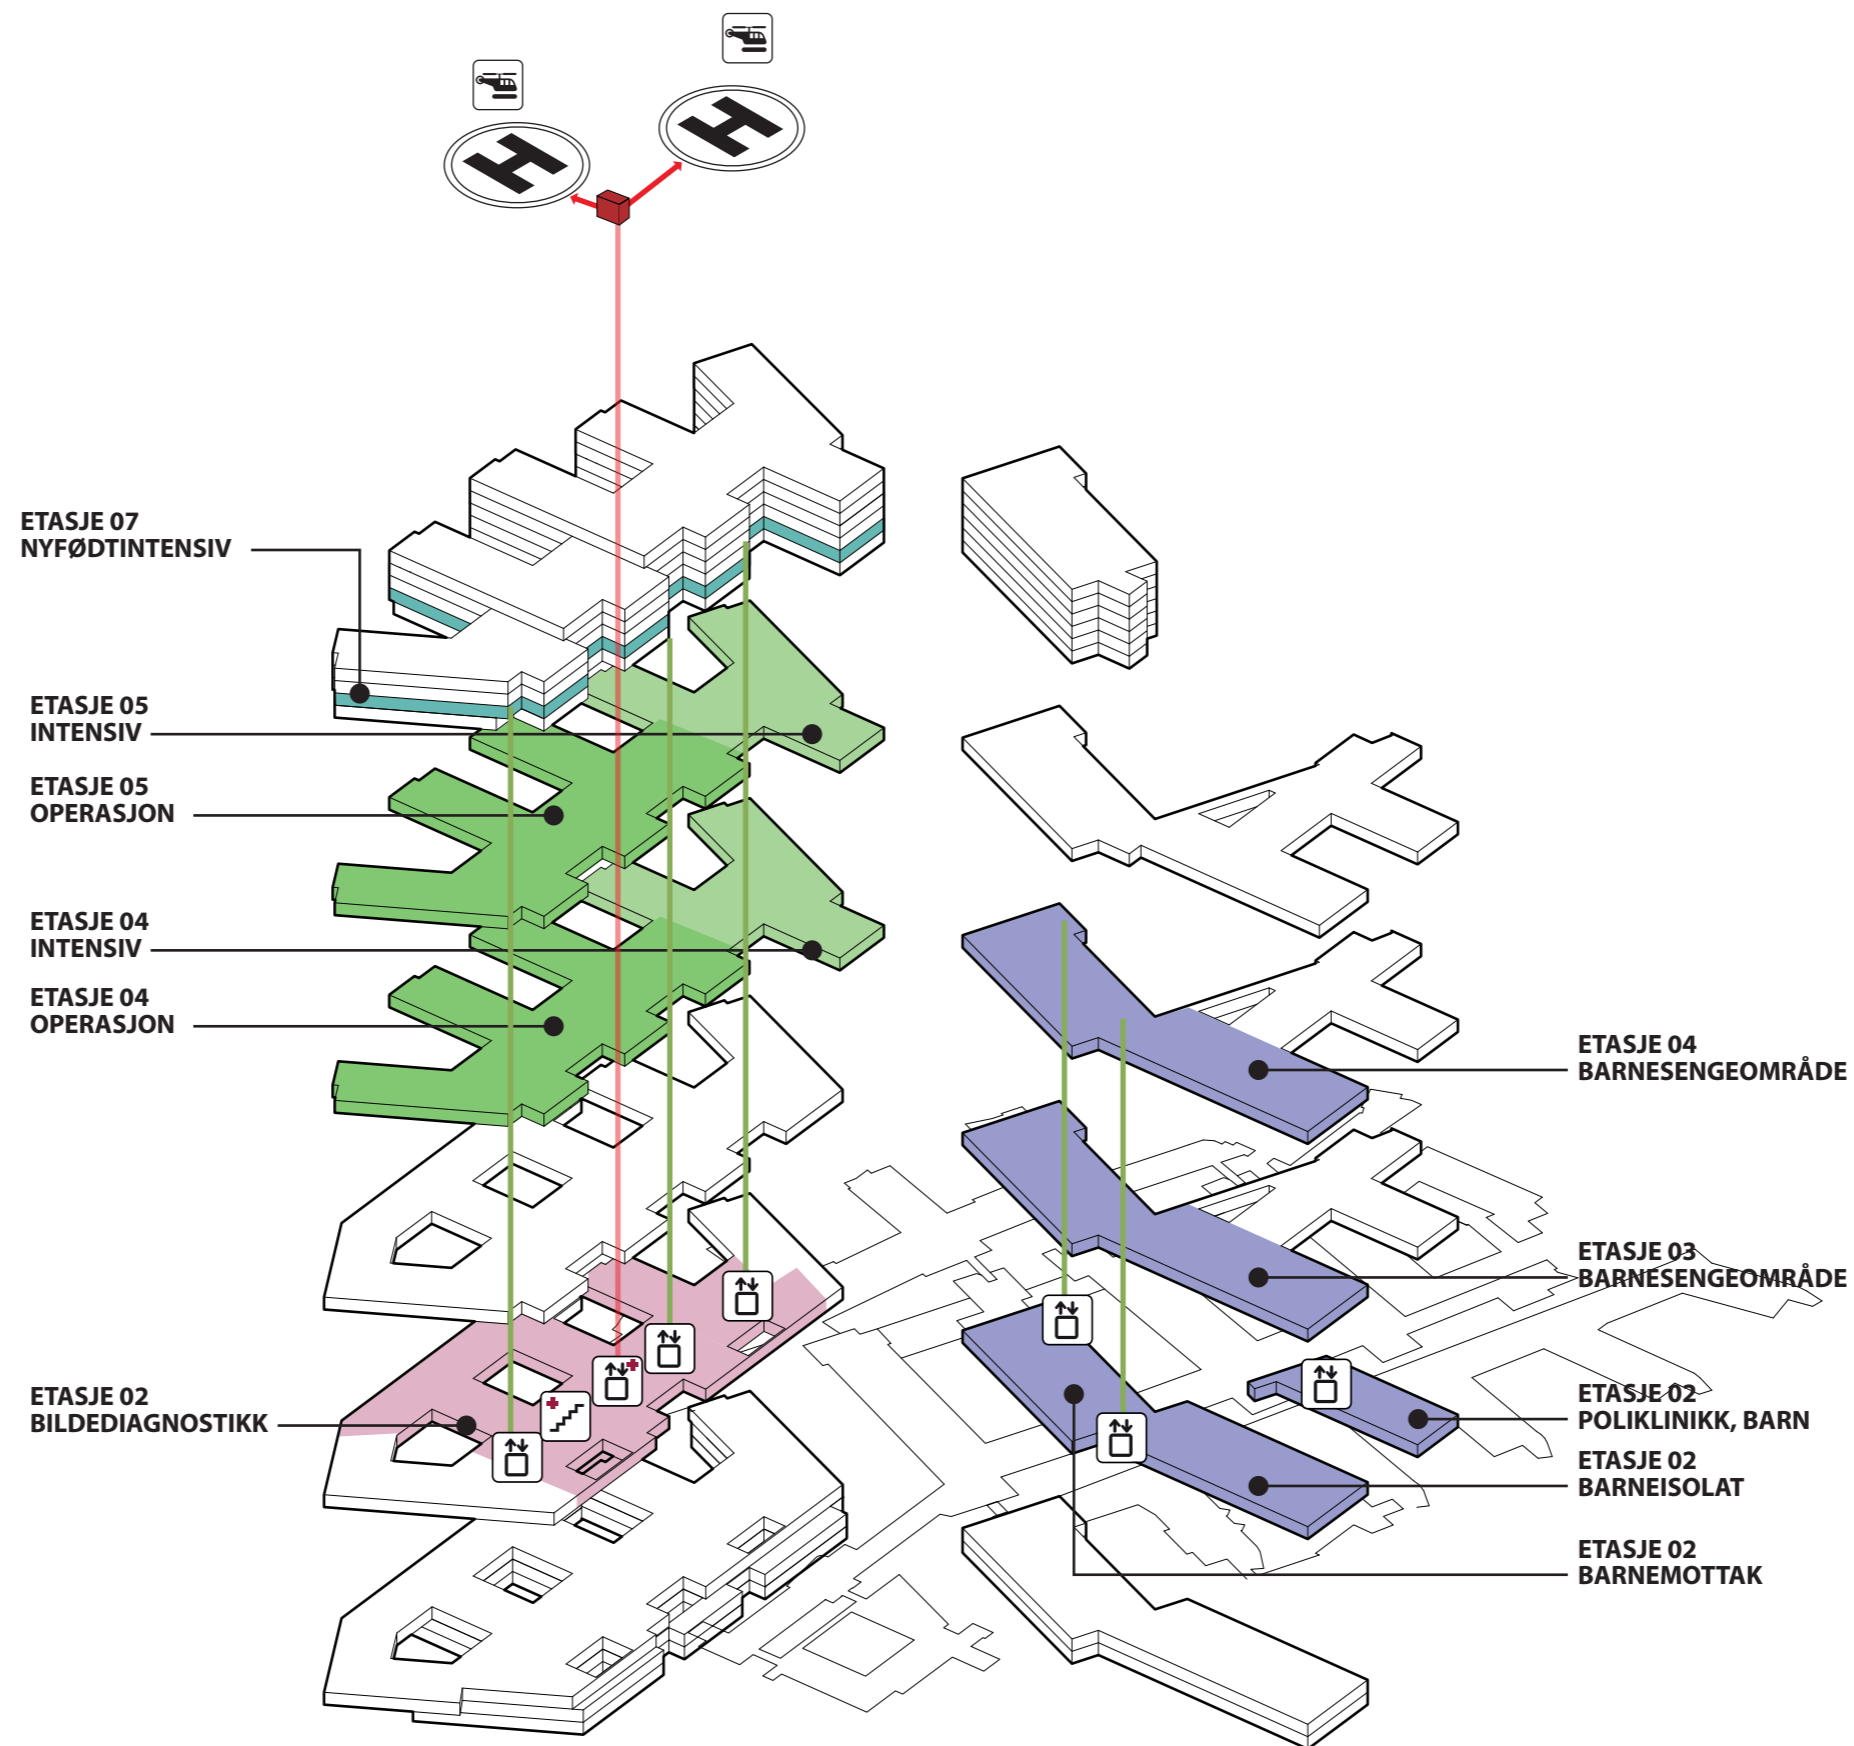 H
H
ETASJE 07
NYFØDTINTENSIV
ETASJE 05
INTENSIV
ETASJE 05
OPERASJON
ETASJE 04
INTENSIV
ETASJE 04
OPERASJON
ETASJE 02
BILDEDIAGNOSTIKK
ETASJE 04
BARNESENGEOMRÅDE
ETASJE 03
BARNESENGEOMRÅDE
ETASJE 02
POLIKLINIKK, BARN
ETASJE 02
BARNEISOLAT
ETASJE 02
BARNEMOTTAK